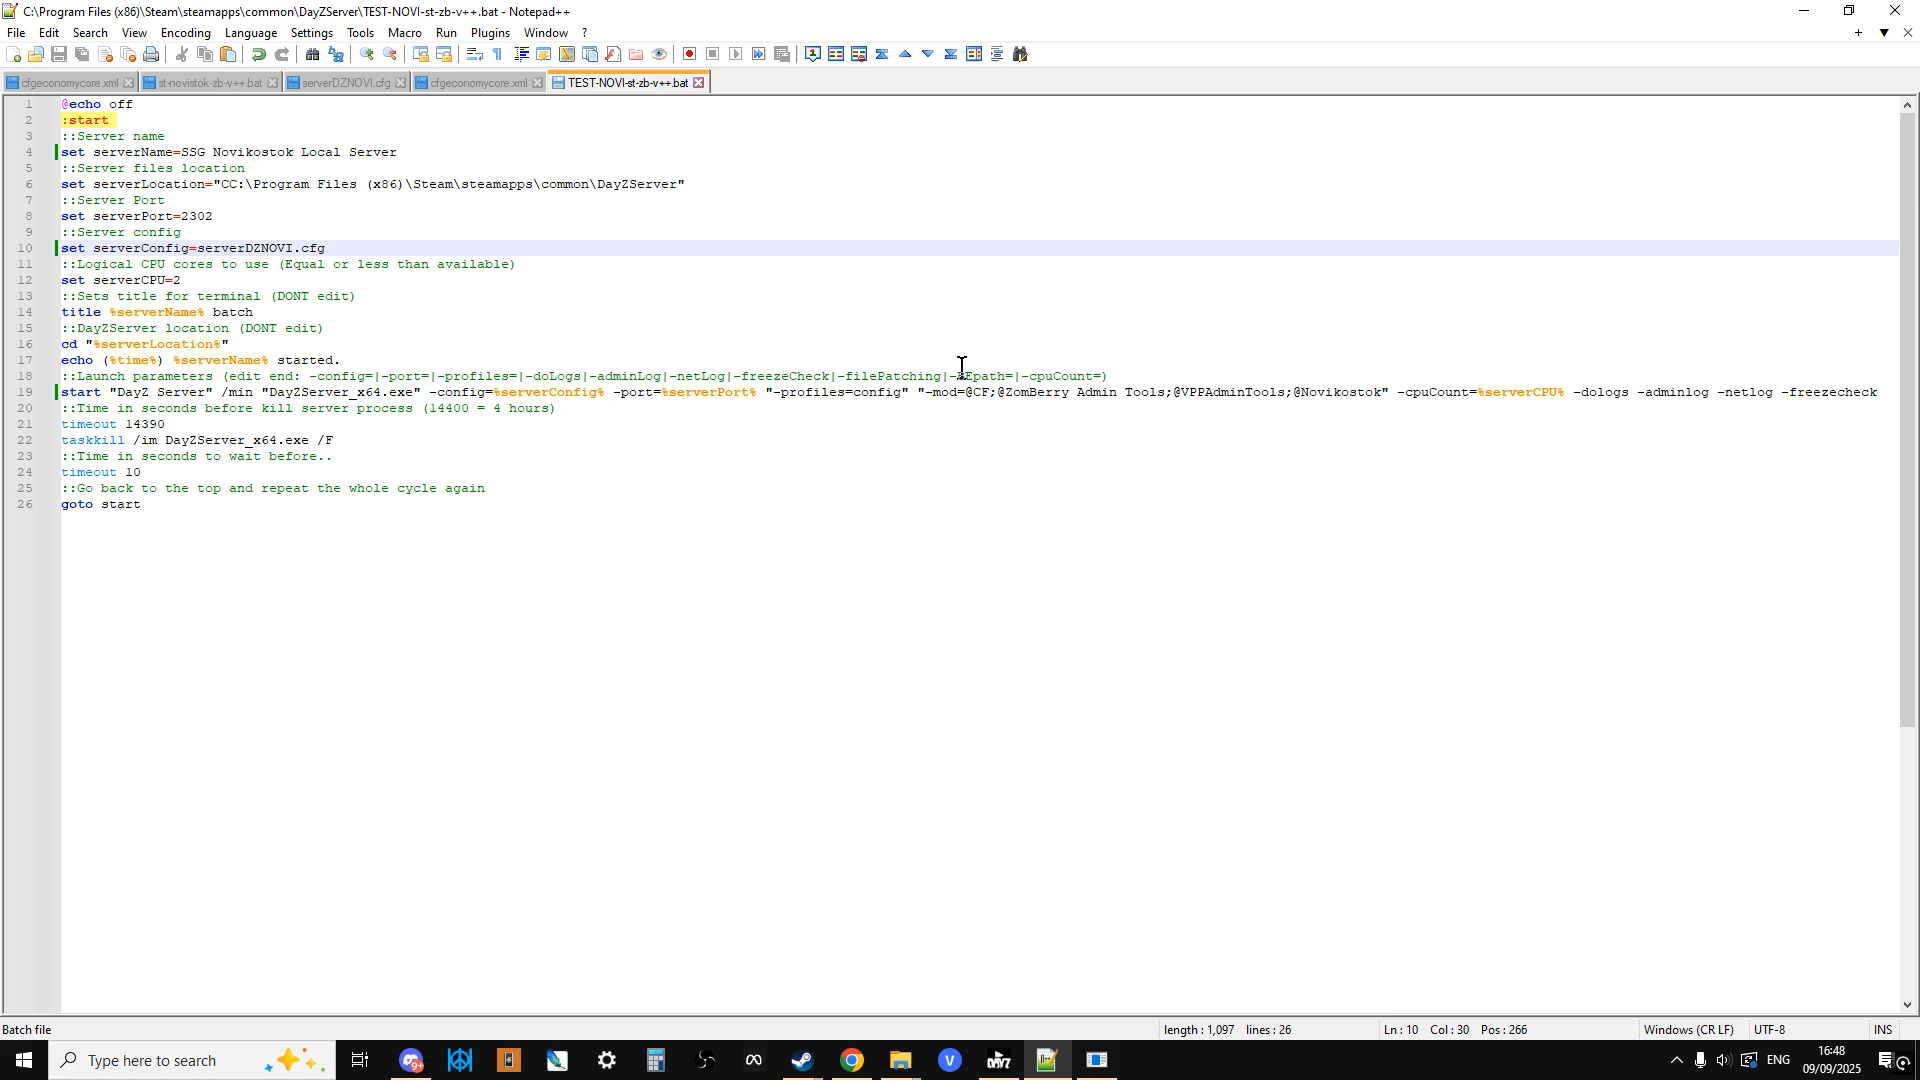 C:\Program Files (x86)\Steam\steamapps\common\DayZServer\TEST-NOVI-st-zb-v++.bat - Notepad++
File Edit Search View Encoding Language Settings Tools Macro Run Plugins Window ?
cfgeconomycore.xml st-novistok-zb-v++.bat serverDZNOVI.cfg cfgeconomycore.xml TEST-NOVI-st-zb-v++.bat
1 @echo off
2 :start
3 ::Server name
4 set serverName=SSG Novikostok Local Server
5 ::Server files location
6 set serverLocation="CC:\Program Files (x86)\Steam\steamapps\common\DayZServer"
7 ::Server Port
8 set serverPort=2302
9 ::Server config
10 set serverConfig=serverDZNOVI.cfg
11 ::Logical CPU cores to use (Equal or less than available)
12 set serverCPU=2
13 ::Sets title for terminal (DONT edit)
14 title %serverName% batch
15 ::DayZServer location (DONT edit)
16 cd "%serverLocation%"
17 echo (%time%) %serverName% started.
18 ::Launch parameters (edit end: -config=|-port=|-profiles=|-doLogs|-adminLog|-netLog|-freezeCheck|-filePatching|-BEpath=|-cpuCount=)
19 start "DayZ Server" /min "DayZServer_x64.exe" -config=%serverConfig% -port=%serverPort% "-profiles=config" "-mod=@CF;@ZomBerry Admin Tools;@VPPAdminTools;@Novikostok" -cpuCount=%serverCPU% -dologs -adminlog -netlog -freezecheck
20 ::Time in seconds before kill server process (14400 = 4 hours)
21 timeout 14390
22 taskkill /im DayZServer_x64.exe /F
23 ::Time in seconds to wait before..
24 timeout 10
25 ::Go back to the top and repeat the whole cycle again
26 goto start
Batch file length : 1,097 lines : 26 Ln : 10 Col : 30 Pos : 266 Windows (CR LF) UTF-8 INS
Type here to search
ENG
16:48
09/09/2025